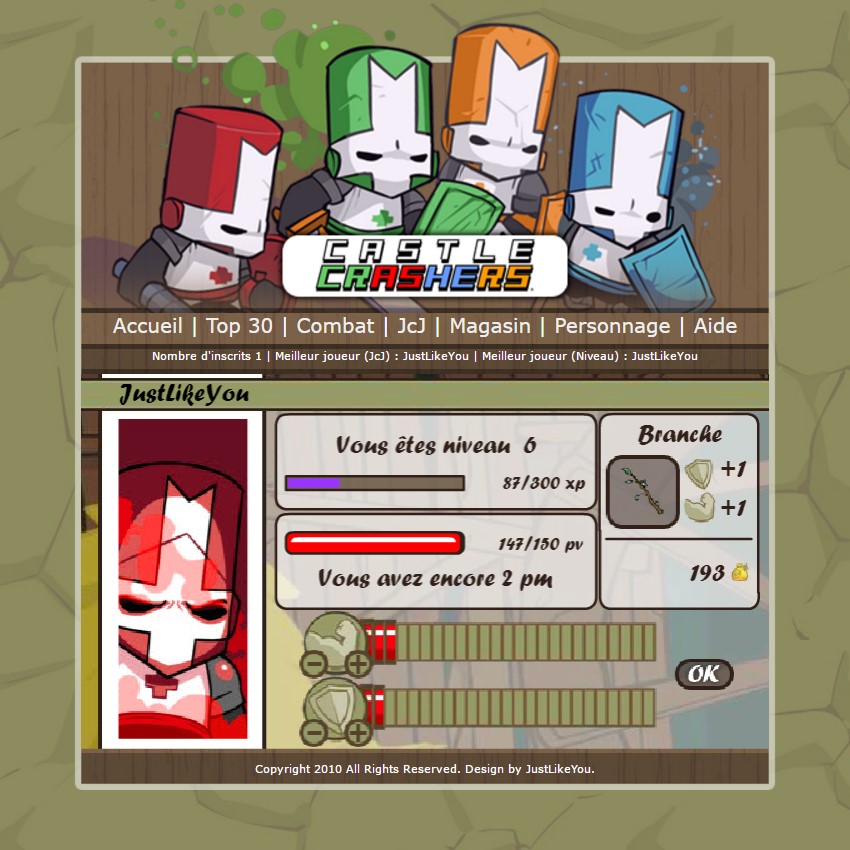 CASTLE
CRASHERS
Accueil | Top 30 | Combat | JcJ | Magasin | Personnage | Aide
Nombre d'inscrits 1 | Meilleur joueur (JcJ) : JustLikeYou | Meilleur joueur (Niveau) : JustLikeYou
JustLikeYou
Vous êtes niveau 6
87/300 xp
147/150 pv
Vous avez encore 2 pm
Branche
+1
+1
193
OK
Copyright 2010 All Rights Reserved. Design by JustLikeYou.